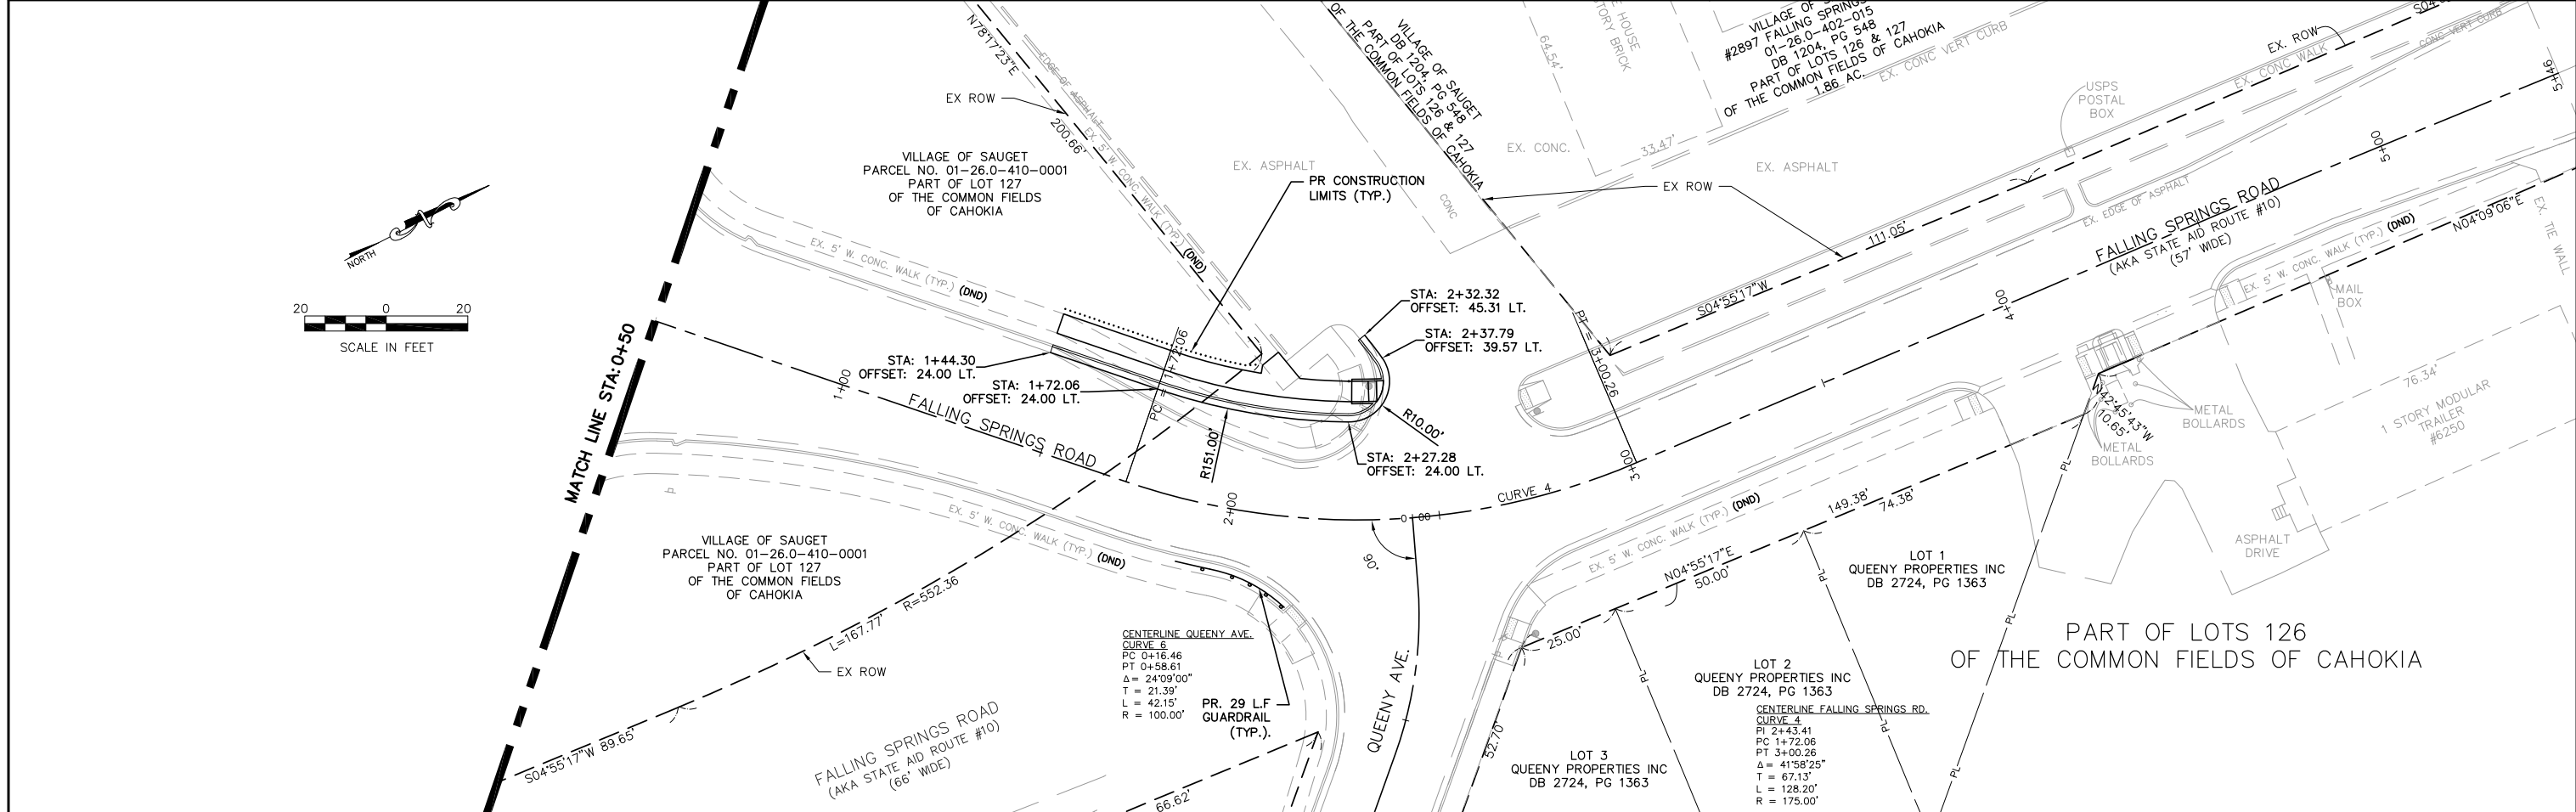 N78°17'23"E
EDGE OF ASPHALT
EX ROW
200.66'
EX. 5' W. CONC. WALK (TYP.) (DND)
VILLAGE OF SAUGET
PARCEL NO. 01-26.0-410-0001
PART OF LOT 127
OF THE COMMON FIELDS
OF CAHOKIA
NORTH
20 0 20
SCALE IN FEET
MATCH LINE STA:0+50
EX. 5' W. CONC. WALK (TYP.) (DND)
EX. ASPHALT
PR CONSTRUCTION
LIMITS (TYP.)
VILLAGE OF SAUGET
DB 1204, PG 548
PART OF LOTS 126 & 127
OF THE COMMON FIELDS OF CAHOKIA
64.54'
HOUSE
STORY BRICK
EX. CONC.
CONC
33.47'
EX. ASPHALT
VILLAGE OF
#2897 FALLING SPRINGS
01-26.0-402-015
DB 1204, PG 548
PART OF LOTS 126 & 127
OF THE COMMON FIELDS OF CAHOKIA
1.86 AC.
EX. CONC VERT CURB
EX ROW
USPS
POSTAL
BOX
EX. ROW
EX. CONC WALK
CONC VERT CURB
5+46
5+00
111.05'
S04°55'17"W
EX. EDGE OF ASPHALT
FALLING SPRINGS ROAD
(AKA STATE AID ROUTE #10)
(57' WIDE)
N04°09'06"E
EX. TIE WALL
EX. 5' W. CONC. WALK (TYP.) (DND)
MAIL
BOX
4+00
STA: 2+32.32
OFFSET: 45.31 LT.
STA: 2+37.79
OFFSET: 39.57 LT.
STA: 1+44.30
OFFSET: 24.00 LT.
STA: 1+72.06
OFFSET: 24.00 LT.
PC = 1+72.06
PT = 3+00.26
1+00
FALLING SPRINGS ROAD
R151.00'
R10.00'
STA: 2+27.28
OFFSET: 24.00 LT.
2+00
CURVE 4
3+00
0+00
90°
76.34'
1 STORY MODULAR
TRAILER
#6250
METAL
BOLLARDS
N42°45'43"W
10.65'
METAL
BOLLARDS
PL
ASPHALT
DRIVE
149.38'
74.38'
EX. 5' W. CONC. WALK (TYP.) (DND)
N04°55'17"E
50.00'
25.00'
LOT 1
QUEENY PROPERTIES INC
DB 2724, PG 1363
PL
PL
PL
EX. 5' W. CONC. WALK (TYP.) (DND)
VILLAGE OF SAUGET
PARCEL NO. 01-26.0-410-0001
PART OF LOT 127
OF THE COMMON FIELDS
OF CAHOKIA
L=167.77' R=552.36
EX ROW
S04°55'17"W 89.65'
FALLING SPRINGS ROAD
(AKA STATE AID ROUTE #10)
(66' WIDE)
CENTERLINE QUEENY AVE.
CURVE 6
PC 0+16.46
PT 0+58.61
Δ= 24°09'00"
T = 21.39'
L = 42.15'
R = 100.00'
PR. 29 L.F
GUARDRAIL
(TYP.).
66.62'
QUEENY AVE.
52.70'
PART OF LOTS 126
OF THE COMMON FIELDS OF CAHOKIA
LOT 2
QUEENY PROPERTIES INC
DB 2724, PG 1363
CENTERLINE FALLING SPRINGS RD.
CURVE 4
PI 2+43.41
PC 1+72.06
PT 3+00.26
Δ= 41°58'25"
T = 67.13'
L = 128.20'
R = 175.00'
PL
PL
LOT 3
QUEENY PROPERTIES INC
DB 2724, PG 1363